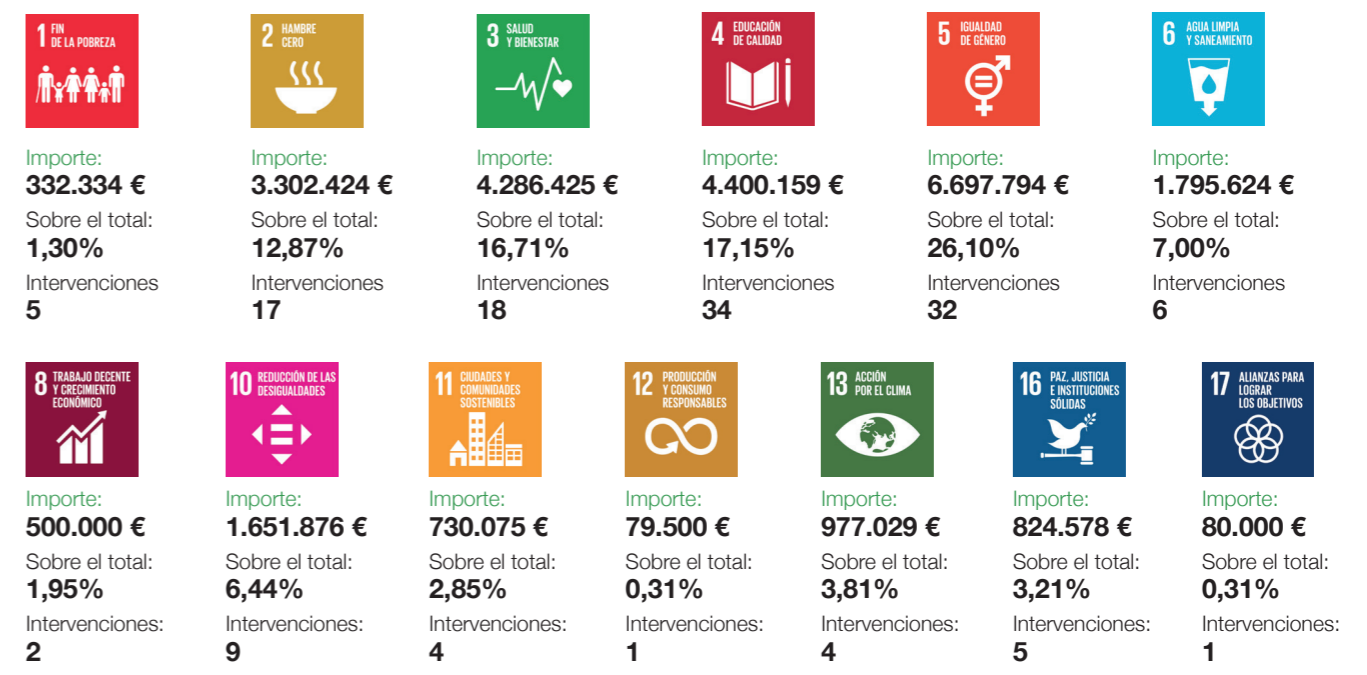 1 FIN
DE LA POBREZA
Importe:
332.334 €
Sobre el total:
1,30%
Intervenciones
5
2 HAMBRE
CERO
Importe:
3.302.424 €
Sobre el total:
12,87%
Intervenciones
17
3 SALUD
Y BIENESTAR
Importe:
4.286.425 €
Sobre el total:
16,71%
Intervenciones
18
4 EDUCACIÓN
DE CALIDAD
Importe:
4.400.159 €
Sobre el total:
17,15%
Intervenciones
34
5 IGUALDAD
DE GÉNERO
Importe:
6.697.794 €
Sobre el total:
26,10%
Intervenciones
32
6 AGUA LIMPIA
Y SANEAMIENTO
Importe:
1.795.624 €
Sobre el total:
7,00%
Intervenciones
6
8 TRABAJO DECENTE
Y CRECIMIENTO
ECONÓMICO
Importe:
500.000 €
Sobre el total:
1,95%
Intervenciones:
2
10 REDUCCIÓN DE LAS
DESIGUALDADES
Importe:
1.651.876 €
Sobre el total:
6,44%
Intervenciones:
9
11 CIUDADES Y
COMUNIDADES
SOSTENIBLES
Importe:
730.075 €
Sobre el total:
2,85%
Intervenciones:
4
12 PRODUCCIÓN
Y CONSUMO
RESPONSABLES
Importe:
79.500 €
Sobre el total:
0,31%
Intervenciones:
1
13 ACCIÓN
POR EL CLIMA
Importe:
977.029 €
Sobre el total:
3,81%
Intervenciones:
4
16 PAZ, JUSTICIA
E INSTITUCIONES
SÓLIDAS
Importe:
824.578 €
Sobre el total:
3,21%
Intervenciones:
5
17 ALIANZAS PARA
LOGRAR
LOS OBJETIVOS
Importe:
80.000 €
Sobre el total:
0,31%
Intervenciones:
1